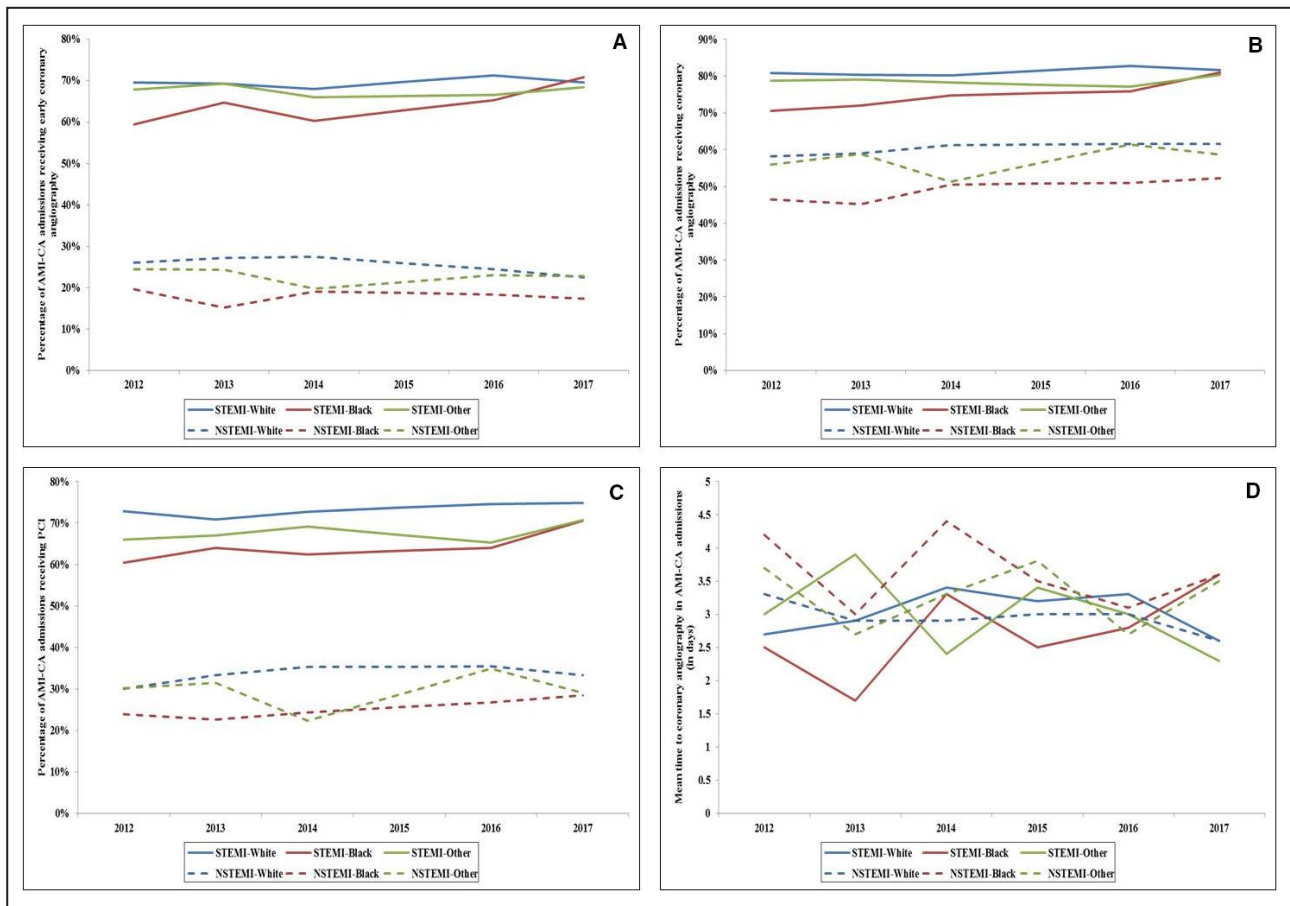 A
Percentage of AMI-CA admissions receiving early coronary
angiography
80%
70%
60%
50%
40%
30%
20%
10%
0%
2012 2013 2014 2015 2016 2017
STEMI-White STEMI-Black STEMI-Other
NSTEMI-White NSTEMI-Black NSTEMI-Other
B
Percentage of AMI-CA admissions receiving coronary
angiography
90%
80%
70%
60%
50%
40%
30%
20%
10%
0%
2012 2013 2014 2015 2016 2017
STEMI-White STEMI-Black STEMI-Other
NSTEMI-White NSTEMI-Black NSTEMI-Other
C
Percentage of AMI-CA admissions receiving PCI
80%
70%
60%
50%
40%
30%
20%
10%
0%
2012 2013 2014 2015 2016 2017
STEMI-White STEMI-Black STEMI-Other
NSTEMI-White NSTEMI-Black NSTEMI-Other
D
Mean time to coronary angiography in AMI-CA admissions
(in days)
5
4.5
4
3.5
3
2.5
2
1.5
1
0.5
0
2012 2013 2014 2015 2016 2017
STEMI-White STEMI-Black STEMI-Other
NSTEMI-White NSTEMI-Black NSTEMI-Other